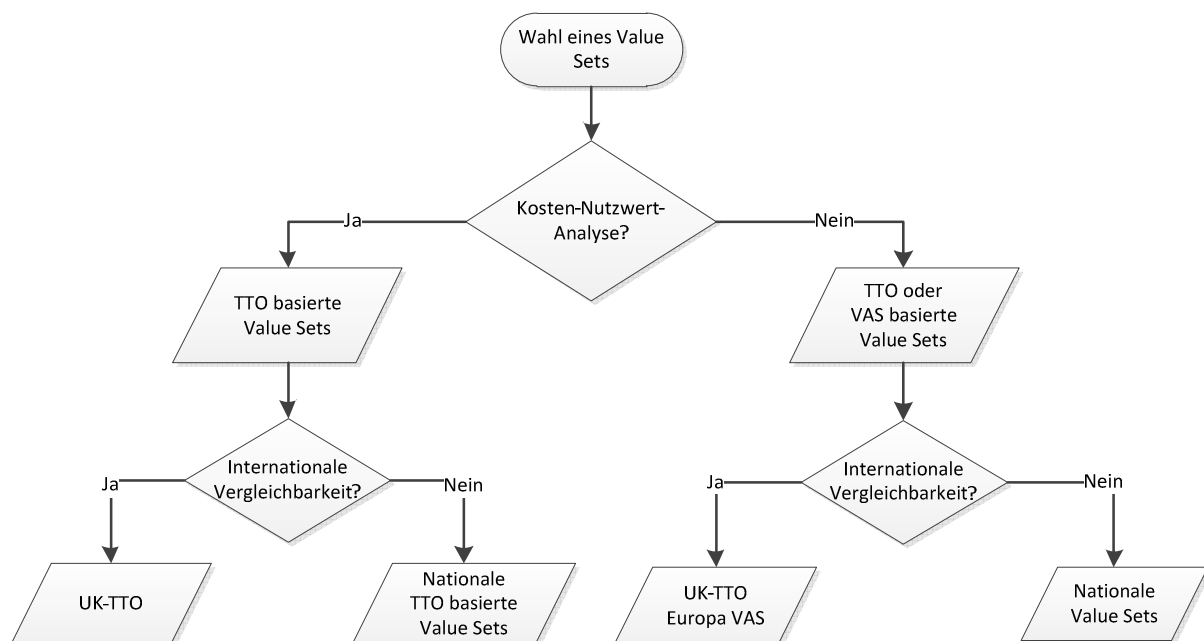 Wahl eines Value
Sets
Kosten-Nutzwert-
Analyse?
Ja
Nein
TTO basierte
Value Sets
TTO oder
VAS basierte
Value Sets
Internationale
Vergleichbarkeit?
Ja
Nein
Internationale
Vergleichbarkeit?
Ja
Nein
UK-TTO
Nationale
TTO basierte
Value Sets
UK-TTO
Europa VAS
Nationale
Value Sets